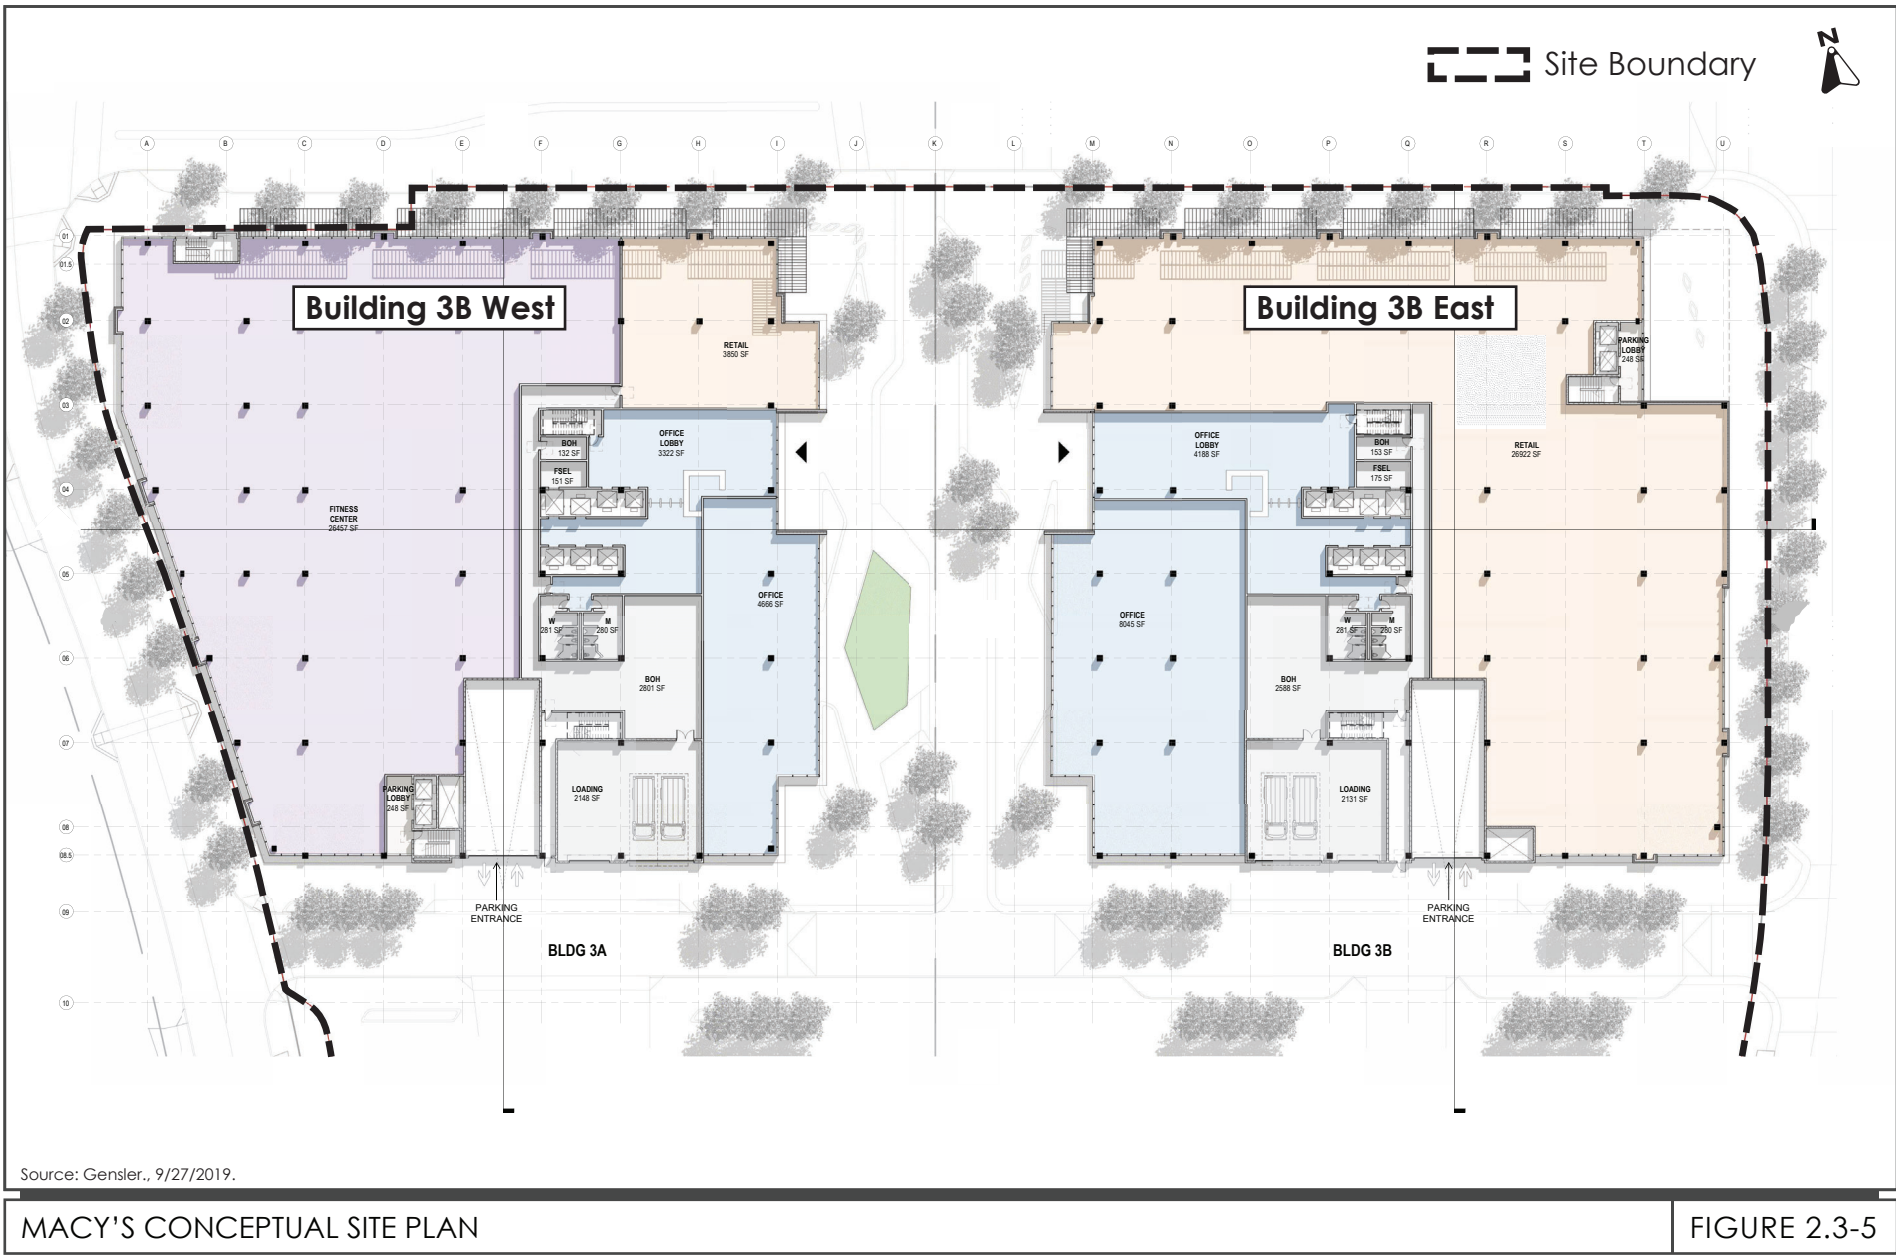 N
Site Boundary
A B C D E F G H I J K L M N O P Q R S T U
01
01.5
02
03
04
05
06
07
08
08.5
09
10
Building 3B West
Building 3B East
RETAIL
3850 SF
PARKING
LOBBY
248 SF
OFFICE
LOBBY
3322 SF
BOH
132 SF
FSEL
151 SF
FITNESS
CENTER
26457 SF
OFFICE
4666 SF
W
281 SF
M
280 SF
BOH
2801 SF
PARKING
LOBBY
248 SF
LOADING
2148 SF
OFFICE
LOBBY
4188 SF
BOH
153 SF
FSEL
175 SF
RETAIL
26922 SF
OFFICE
8045 SF
W
281 SF
M
280 SF
BOH
2588 SF
LOADING
2131 SF
PARKING
ENTRANCE
PARKING
ENTRANCE
BLDG 3A
BLDG 3B
Source: Gensler., 9/27/2019.
MACY'S CONCEPTUAL SITE PLAN
FIGURE 2.3-5